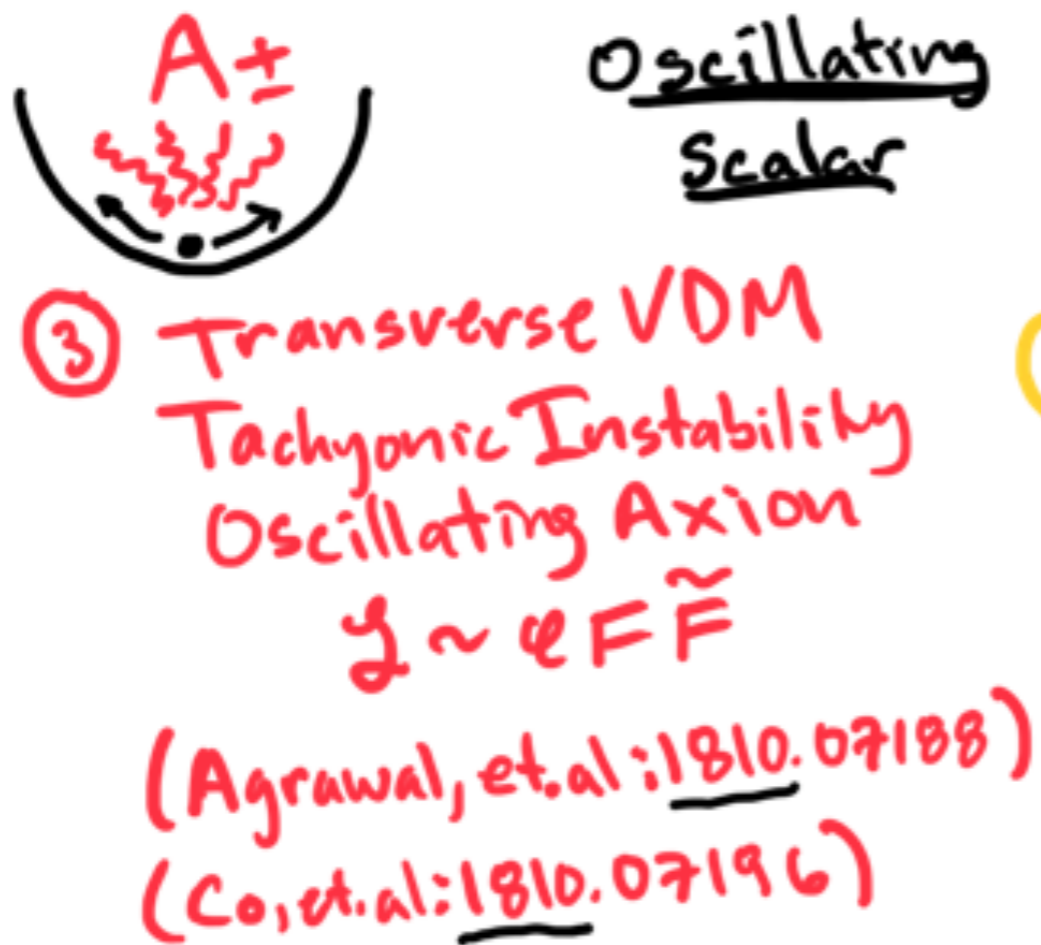 A±
Oscillating
Scalar
③ Transverse VDM
Tachyonic Instability
Oscillating Axion
ℒ ~ φFF̃
(Agrawal, et.al: 1810.07188)
(Co, et.al: 1810.07196)